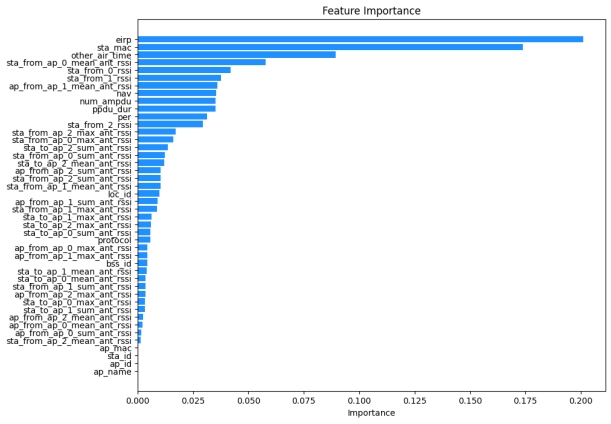 Feature Importance
eirp
sta_mac
other_air_time
sta_from_ap_0_mean_ant_rssi
sta_from_0_rssi
sta_from_1_rssi
ap_from_ap_1_mean_ant_rssi
nav
num_ampdu
ppdu_dur
per
sta_from_2_rssi
sta_from_ap_2_max_ant_rssi
sta_from_ap_0_max_ant_rssi
sta_to_ap_2_sum_ant_rssi
sta_from_ap_0_sum_ant_rssi
sta_to_ap_2_mean_ant_rssi
ap_from_ap_2_sum_ant_rssi
sta_from_ap_2_sum_ant_rssi
sta_from_ap_1_mean_ant_rssi
loc_id
ap_from_ap_1_sum_ant_rssi
sta_from_ap_1_max_ant_rssi
sta_to_ap_1_max_ant_rssi
sta_to_ap_2_max_ant_rssi
sta_to_ap_0_sum_ant_rssi
protocol
ap_from_ap_0_max_ant_rssi
ap_from_ap_1_max_ant_rssi
bss_id
sta_to_ap_1_mean_ant_rssi
sta_to_ap_0_mean_ant_rssi
sta_from_ap_1_sum_ant_rssi
ap_from_ap_2_max_ant_rssi
sta_to_ap_0_max_ant_rssi
sta_to_ap_1_sum_ant_rssi
ap_from_ap_2_mean_ant_rssi
ap_from_ap_0_mean_ant_rssi
ap_from_ap_0_sum_ant_rssi
sta_from_ap_2_mean_ant_rssi
ap_mac
sta_id
ap_id
ap_name
0.000 0.025 0.050 0.075 0.100 0.125 0.150 0.175 0.200
Importance